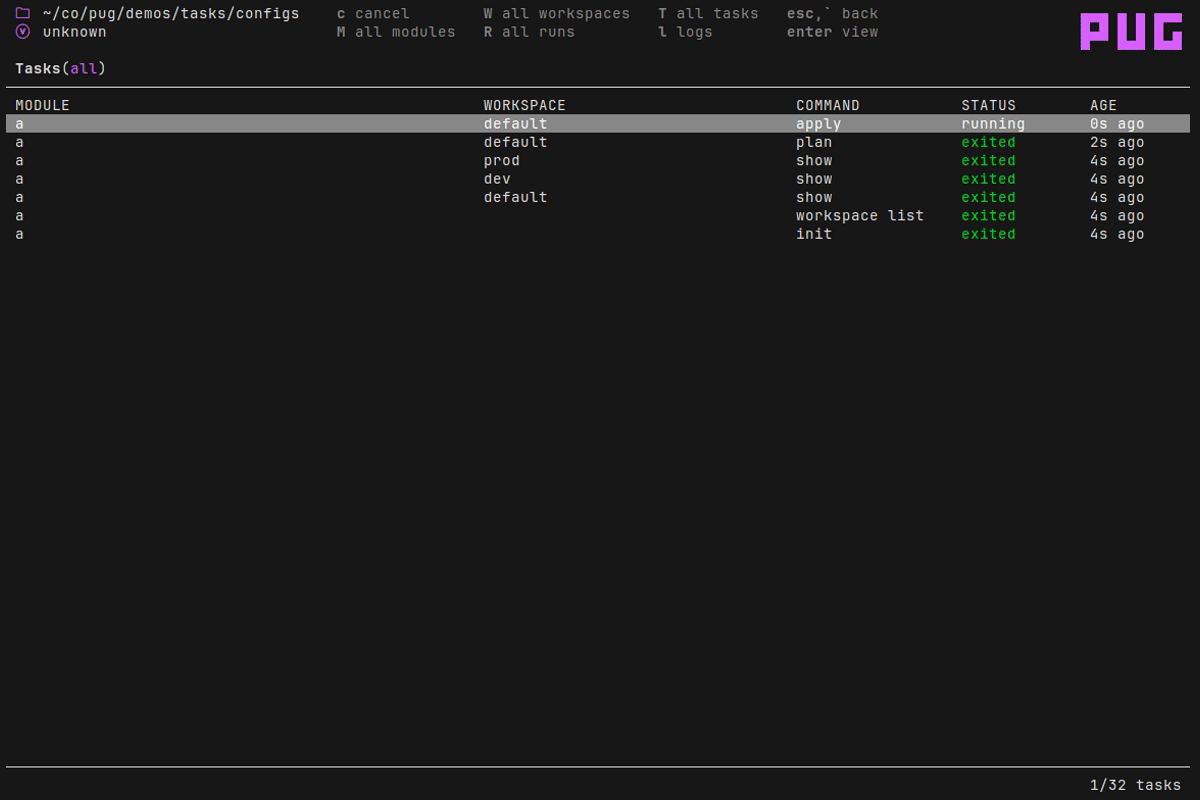 ~/co/pug/demos/tasks/configs c cancel W all workspaces T all tasks esc,` back
unknown M all modules R all runs l logs enter view
PUG
Tasks(all)
MODULE WORKSPACE COMMAND STATUS AGE
a default apply running 0s ago
a default plan exited 2s ago
a prod show exited 4s ago
a dev show exited 4s ago
a default show exited 4s ago
a workspace list exited 4s ago
a init exited 4s ago
1/32 tasks